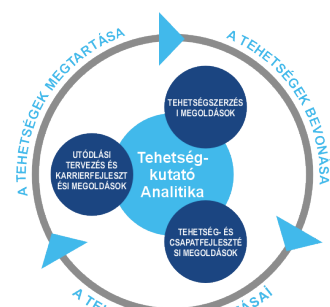 A TEHETSÉGEK MEGTARTÁSA
A TEHETSÉGEK BEVONÁSA
TEHETSÉGSZERZÉS
I MEGOLDÁSOK
UTÓDLÁSI
TERVEZÉS ÉS
KARRIERFEJLESZT
ÉSI MEGOLDÁSOK
Tehetség-
kutató
Analitika
TEHETSÉG- ÉS
CSAPATFEJLESZTÉ
SI MEGOLDÁSOK